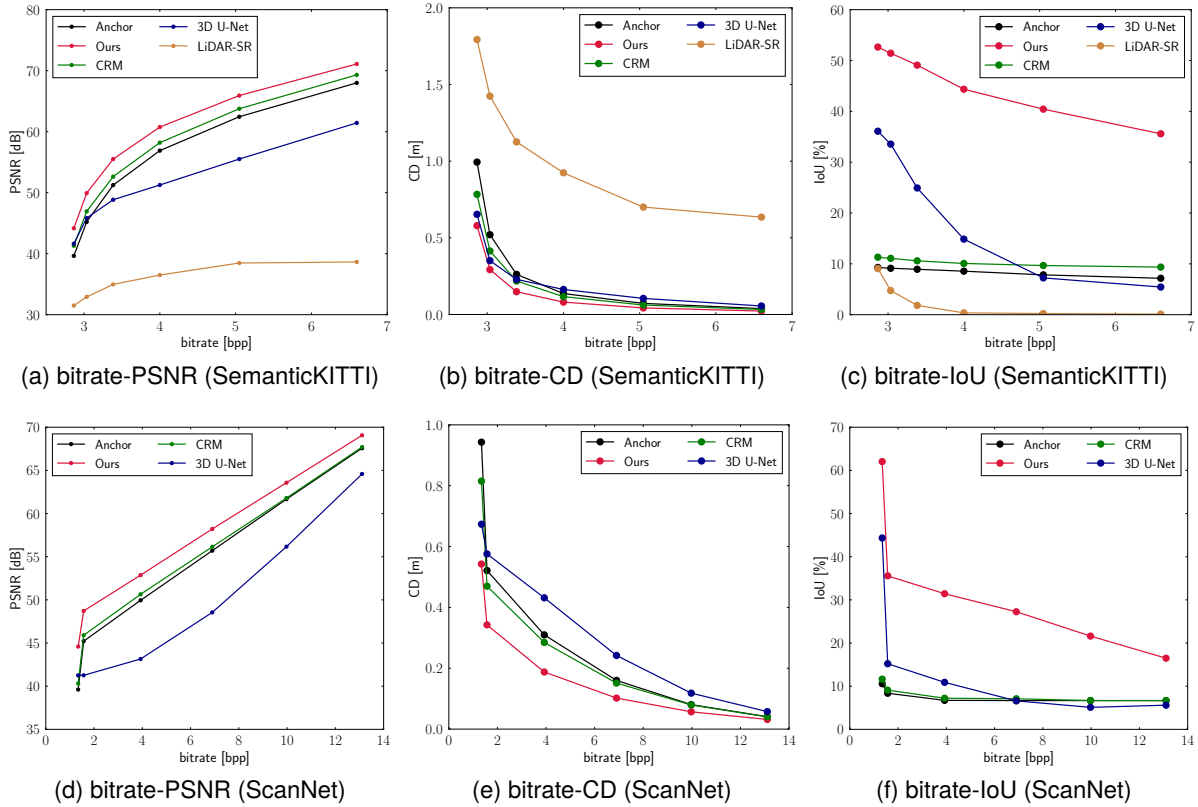 80
70
60
50
40
30
PSNR [dB]
Anchor
Ours
CRM
3D U-Net
LiDAR-SR
3 4 5 6 7
bitrate [bpp]
(a) bitrate-PSNR (SemanticKITTI)
2.0
1.5
1.0
0.5
0.0
CD [m]
Anchor
Ours
CRM
3D U-Net
LiDAR-SR
3 4 5 6 7
bitrate [bpp]
(b) bitrate-CD (SemanticKITTI)
60
50
40
30
20
10
0
IoU [%]
Anchor
Ours
CRM
3D U-Net
LiDAR-SR
3 4 5 6 7
bitrate [bpp]
(c) bitrate-IoU (SemanticKITTI)
70
65
60
55
50
45
40
35
PSNR [dB]
Anchor
Ours
CRM
3D U-Net
0 2 4 6 8 10 12 14
bitrate [bpp]
(d) bitrate-PSNR (ScanNet)
1.0
0.8
0.6
0.4
0.2
0.0
CD [m]
Anchor
Ours
CRM
3D U-Net
0 2 4 6 8 10 12 14
bitrate [bpp]
(e) bitrate-CD (ScanNet)
70
60
50
40
30
20
10
0
IoU [%]
Anchor
Ours
CRM
3D U-Net
0 2 4 6 8 10 12 14
bitrate [bpp]
(f) bitrate-IoU (ScanNet)